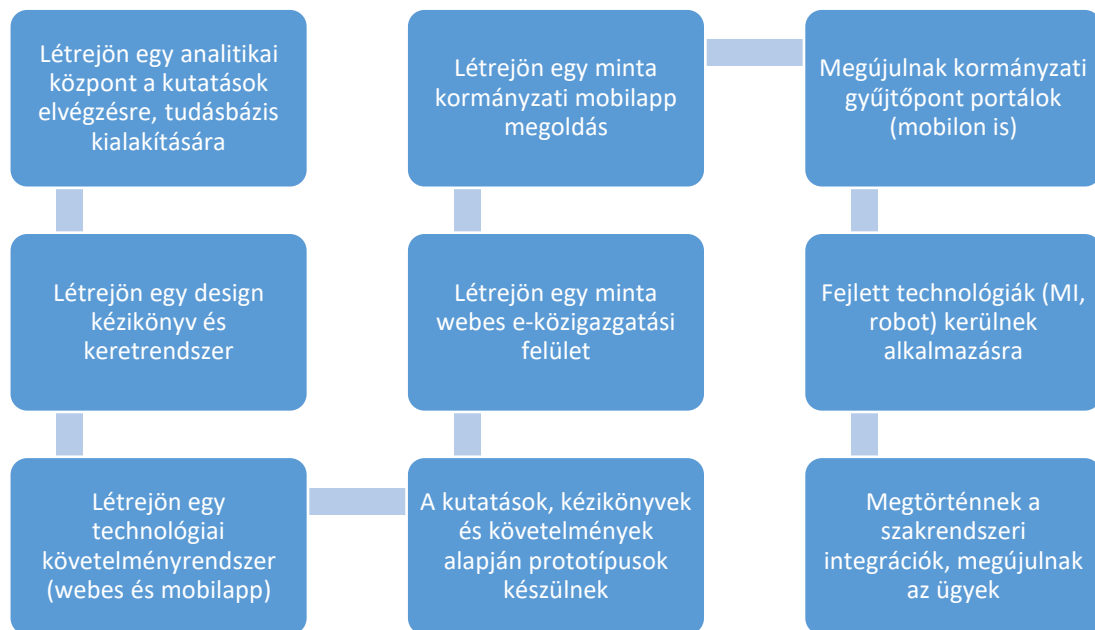 Létrejön egy analitikai
központ a kutatások
elvégzésre, tudásbázis
kialakítására
Létrejön egy design
kézikönyv és
keretrendszer
Létrejön egy
technológiai
követelményrendszer
(webes és mobilapp)
A kutatások, kézikönyvek
és követelmények
alapján prototípusok
készülnek
Létrejön egy minta
webes e-közigazgatási
felület
Létrejön egy minta
kormányzati mobilapp
megoldás
Megújulnak kormányzati
gyűjtőpont portálok
(mobilon is)
Fejlett technológiák (MI,
robot) kerülnek
alkalmazásra
Megtörténnek a
szakrendszeri
integrációk, megújulnak
az ügyek